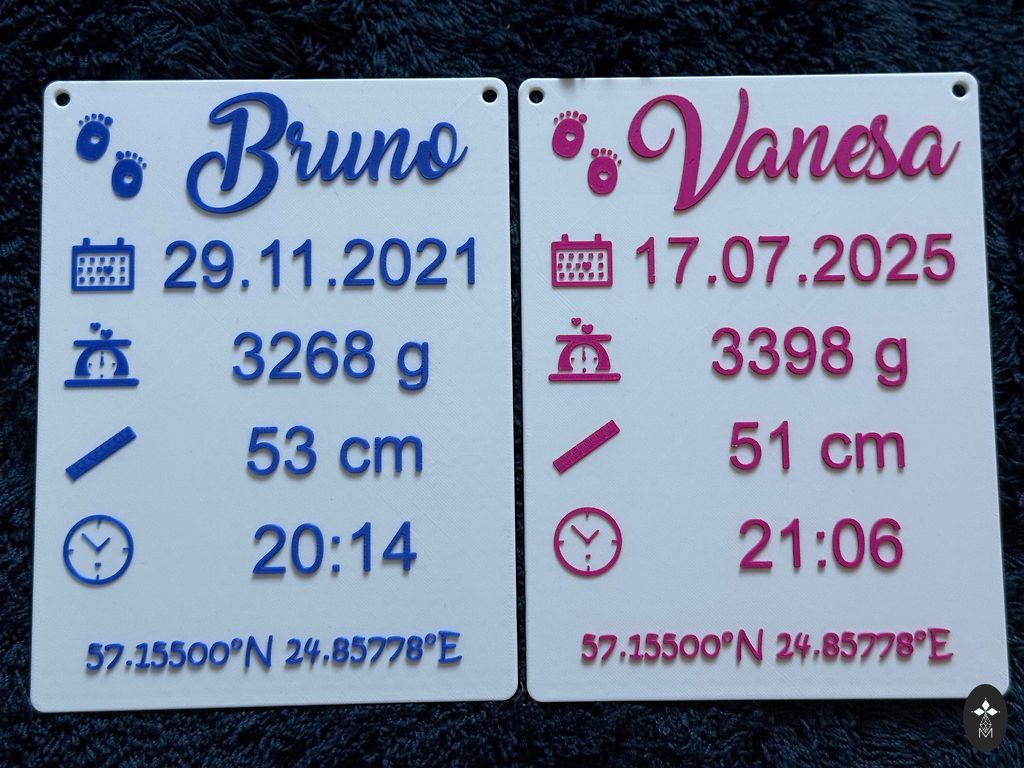 Bruno
29.11.2021
3268 g
53 cm
20:14
57.15500°N 24.85778°E
Vanesa
17.07.2025
3398 g
51 cm
21:06
57.15500°N 24.85778°E
M